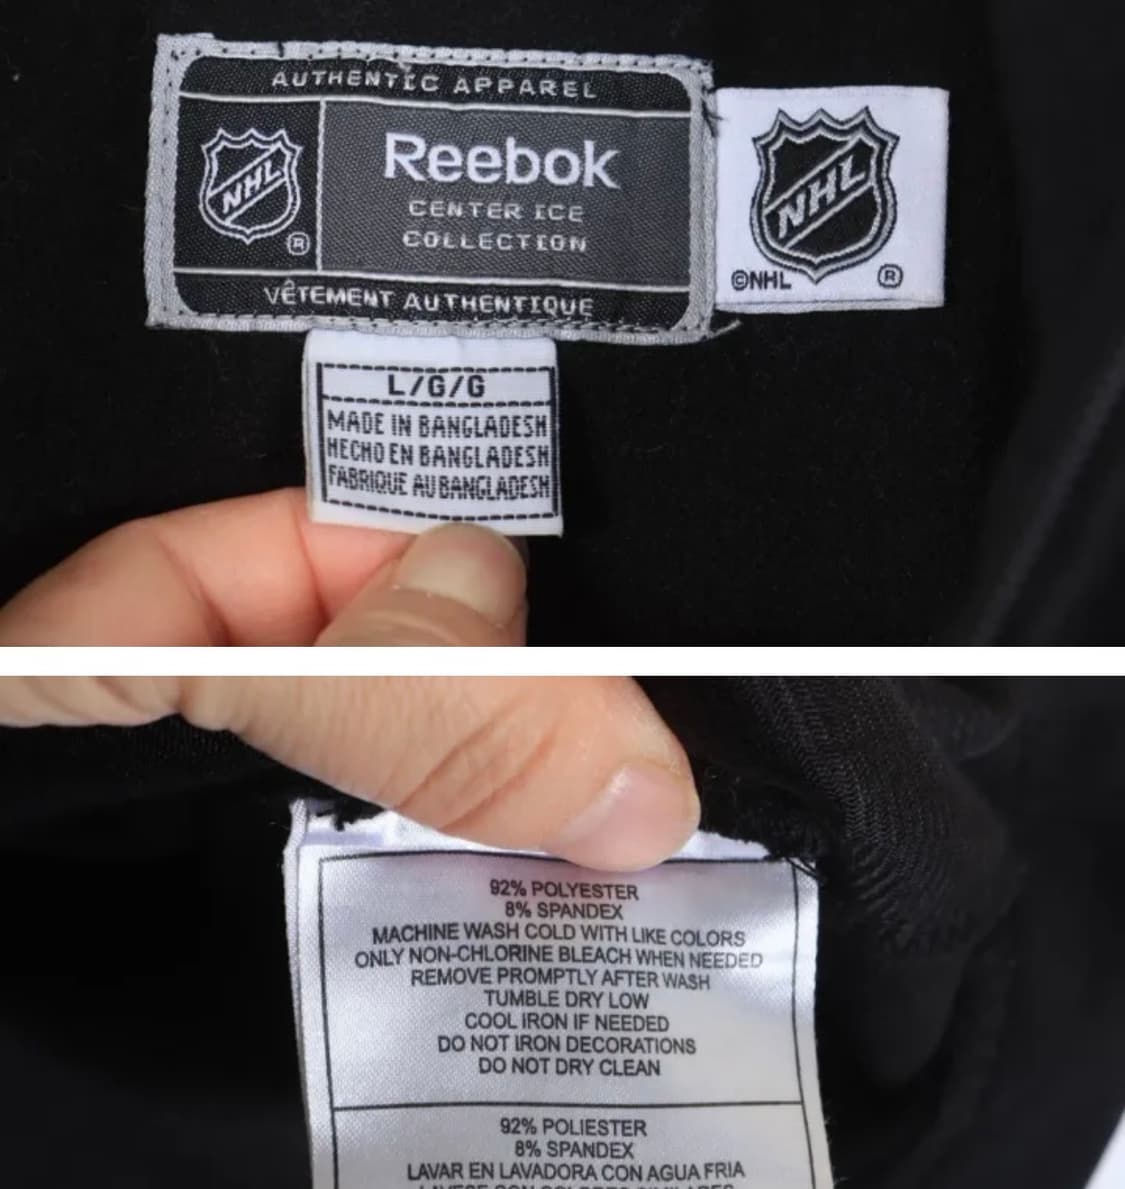 AUTHENTIC APPAREL
NHL
®
Reebok
CENTER ICE
COLLECTION
VÊTEMENT AUTHENTIQUE
NHL
©NHL ®
L/G/G
MADE IN BANGLADESH
HECHO EN BANGLADESH
FABRIQUE AU BANGLADESH
92% POLYESTER
8% SPANDEX
MACHINE WASH COLD WITH LIKE COLORS
ONLY NON-CHLORINE BLEACH WHEN NEEDED
REMOVE PROMPTLY AFTER WASH
TUMBLE DRY LOW
COOL IRON IF NEEDED
DO NOT IRON DECORATIONS
DO NOT DRY CLEAN
92% POLIESTER
8% SPANDEX
LAVAR EN LAVADORA CON AGUA FRIA